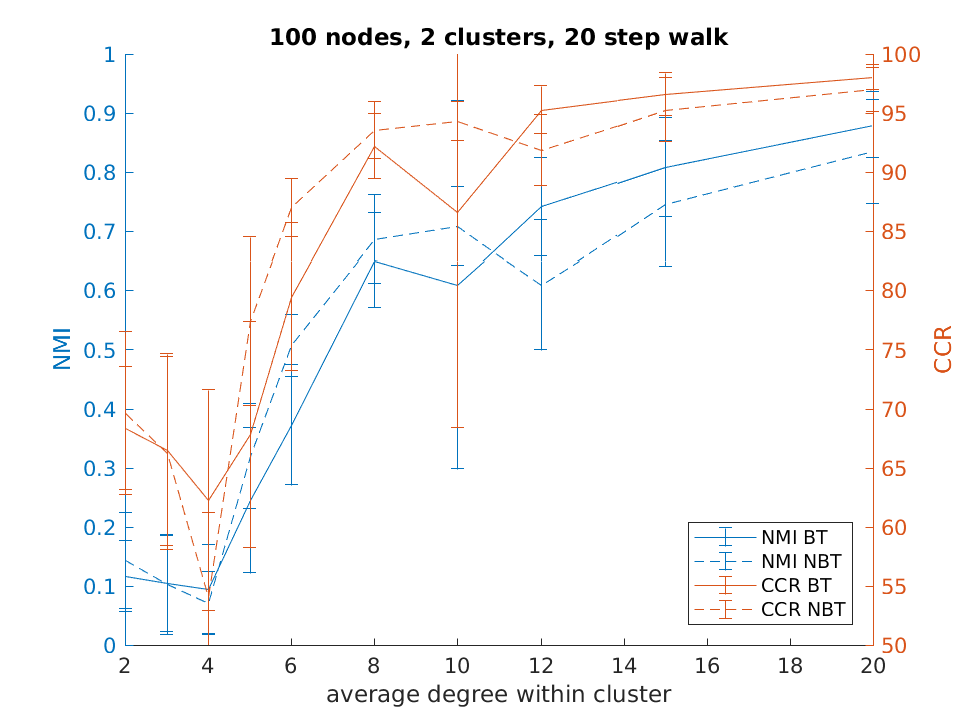 100 nodes, 2 clusters, 20 step walk
NMI
1
0.9
0.8
0.7
0.6
0.5
0.4
0.3
0.2
0.1
0
100
95
90
85
80
75
70
65
60
55
50
CCR
NMI BT
NMI NBT
CCR BT
CCR NBT
2 4 6 8 10 12 14 16 18 20
average degree within cluster